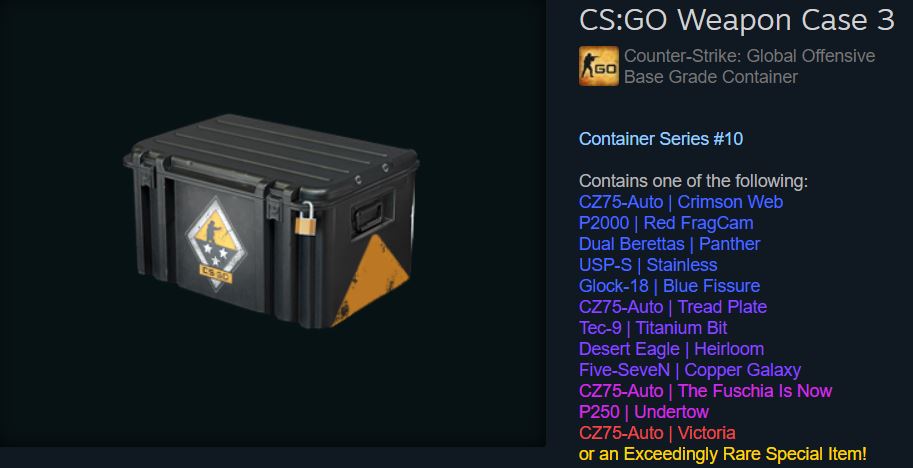 CS:GO Weapon Case 3
GO
Counter-Strike: Global Offensive
Base Grade Container
Container Series #10
Contains one of the following:
CZ75-Auto | Crimson Web
P2000 | Red FragCam
Dual Berettas | Panther
USP-S | Stainless
Glock-18 | Blue Fissure
CZ75-Auto | Tread Plate
Tec-9 | Titanium Bit
Desert Eagle | Heirloom
Five-SeveN | Copper Galaxy
CZ75-Auto | The Fuschia Is Now
P250 | Undertow
CZ75-Auto | Victoria
or an Exceedingly Rare Special Item!
CS GO